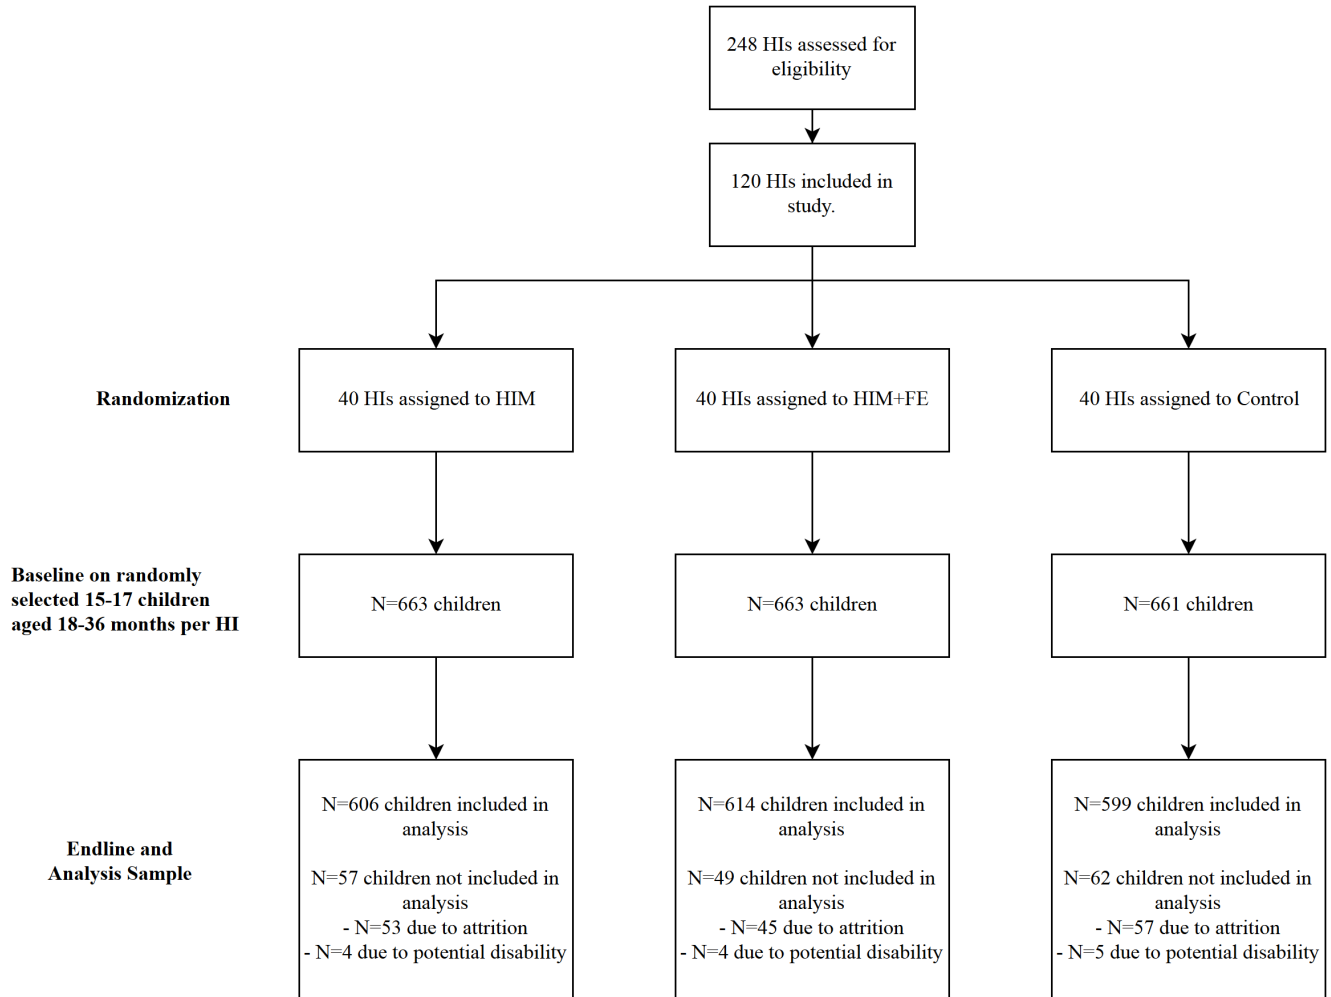 248 HIs assessed for
eligibility
120 HIs included in
study.
Randomization
40 HIs assigned to HIM
40 HIs assigned to HIM+FE
40 HIs assigned to Control
Baseline on randomly
selected 15-17 children
aged 18-36 months per HI
N=663 children
N=663 children
N=661 children
Endline and
Analysis Sample
N=606 children included in
analysis
N=57 children not included in
analysis
- N=53 due to attrition
- N=4 due to potential disability
N=614 children included in
analysis
N=49 children not included in
analysis
- N=45 due to attrition
- N=4 due to potential disability
N=599 children included in
analysis
N=62 children not included in
analysis
- N=57 due to attrition
- N=5 due to potential disability